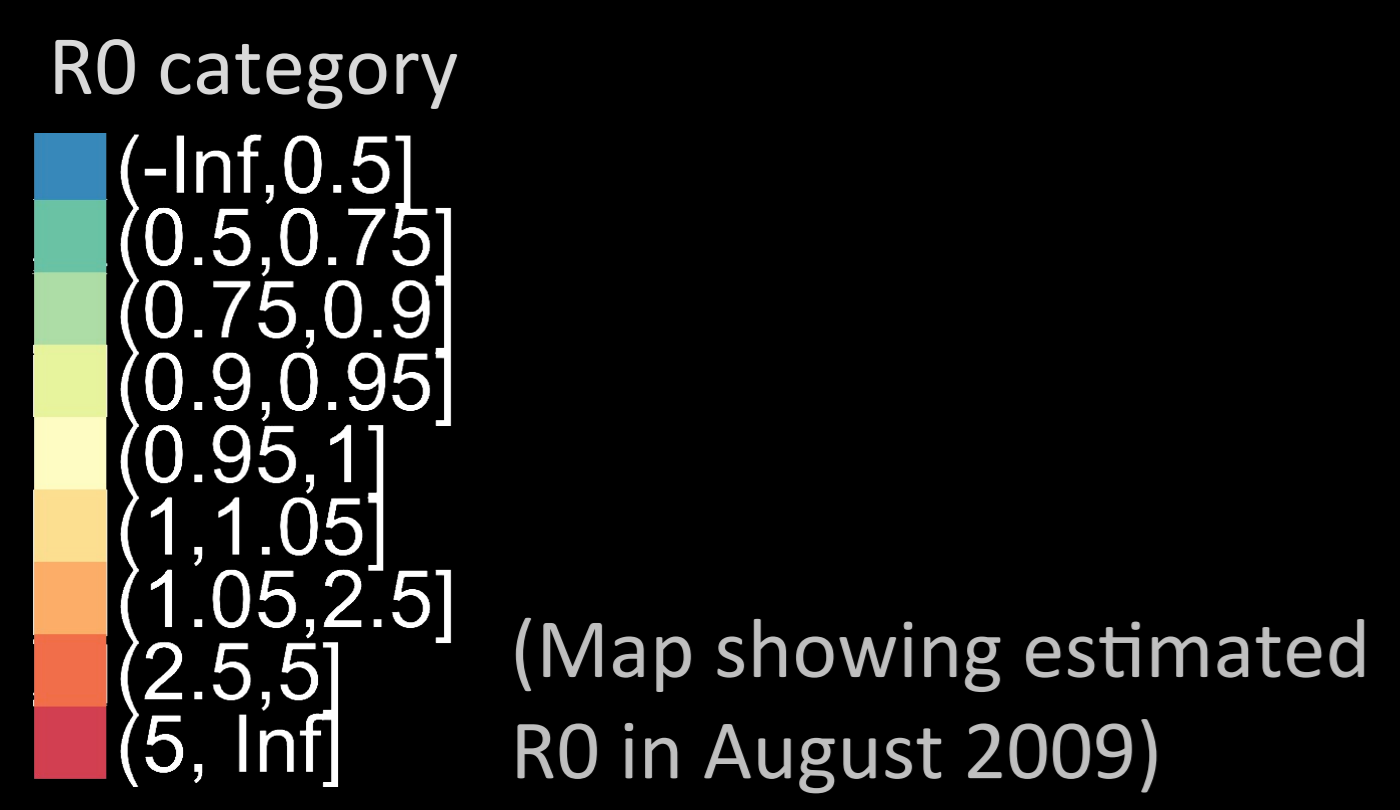 R0 category
(-Inf,0.5]
(0.5,0.75]
(0.75,0.9]
(0.9,0.95]
(0.95,1]
(1,1.05]
(1.05,2.5]
(2.5,5]
(5, Inf]
(Map showing estimated
R0 in August 2009)